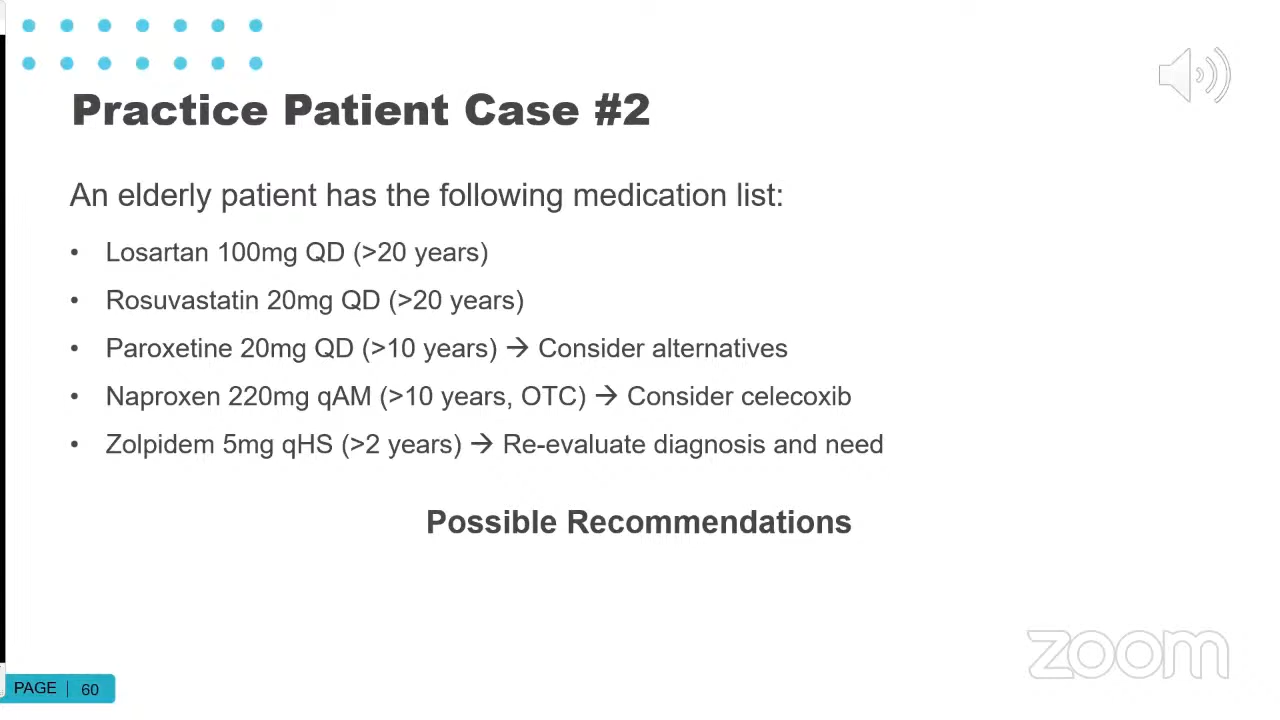 Practice Patient Case #2
An elderly patient has the following medication list:
• Losartan 100mg QD (>20 years)
• Rosuvastatin 20mg QD (>20 years)
• Paroxetine 20mg QD (>10 years) → Consider alternatives
• Naproxen 220mg qAM (>10 years, OTC) → Consider celecoxib
• Zolpidem 5mg qHS (>2 years) → Re-evaluate diagnosis and need
Possible Recommendations
zoom
PAGE | 60